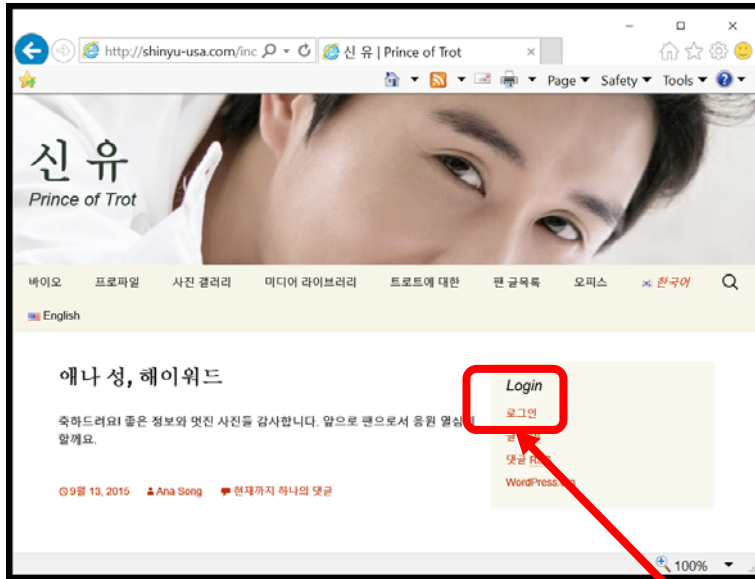 http://shinyu-usa.com/inc
신 유 | Prince of Trot
Page
Safety
Tools
신 유
Prince of Trot
바이오
프로파일
사진 갤러리
미디어 라이브러리
트로트에 대한
팬 글목록
오피스
한국어
English
애나 성, 해이워드
Login
로그인
죽하드려요! 좋은 정보와 멋진 사진들 감사합니다. 앞으로 팬으로서 응원 열심
할께요.
댓글 RSS
WordPress.org
9월 13, 2015
Ana Song
현재까지 하나의 댓글
100%